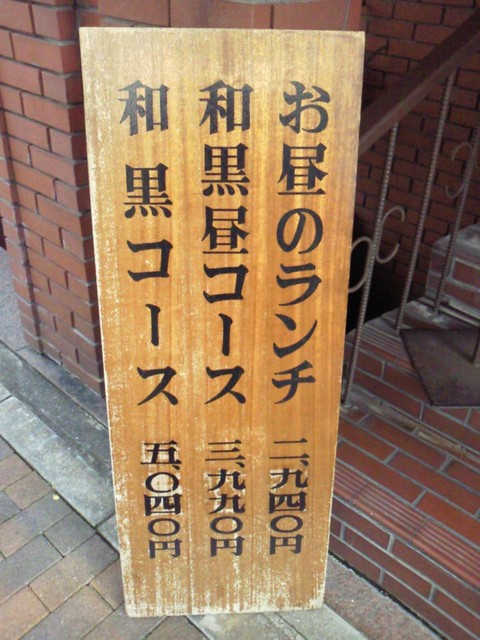 お昼のランチ 二、九四〇円
和黒昼コース 三、九九〇円
和黒コース 五、〇四〇円